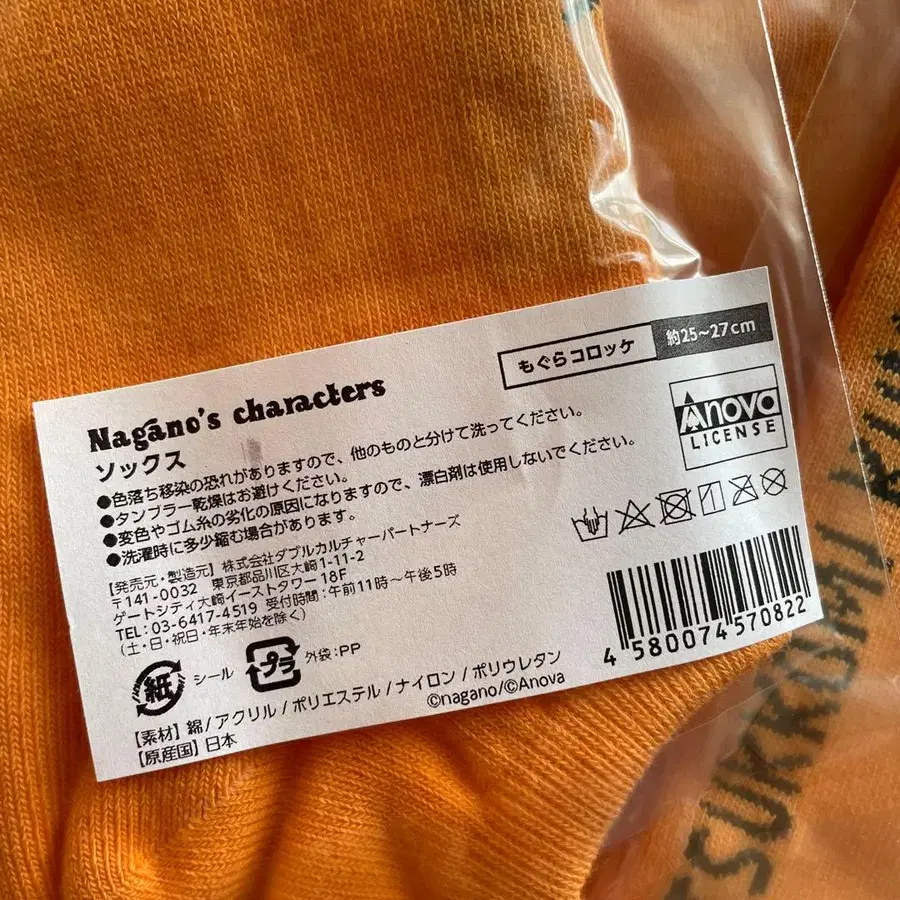 もぐらコロッケ 約25~27cm
Nagano's characters
ソックス
Anova
LICENSE
●色落ち移染の恐れがありますので、他のものと分けて洗ってください。
●タンブラー乾燥はお避けください。
●変色やゴム糸の劣化の原因になりますので、漂白剤は使用しないでください。
●洗濯時に多少縮む場合があります。
【発売元・製造元】株式会社ダブルカルチャーパートナーズ
〒141-0032 東京都品川区大崎1-11-2
ゲートシティ大崎イーストタワー18F
TEL:03-6417-4519 受付時間:午前11時〜午後5時
(土・日・祝日・年末年始を除く)
紙 シール プラ 外袋:PP
【素材】綿/アクリル/ポリエステル/ナイロン/ポリウレタン
【原産国】日本
©nagano/©Anova
4 580074 570822